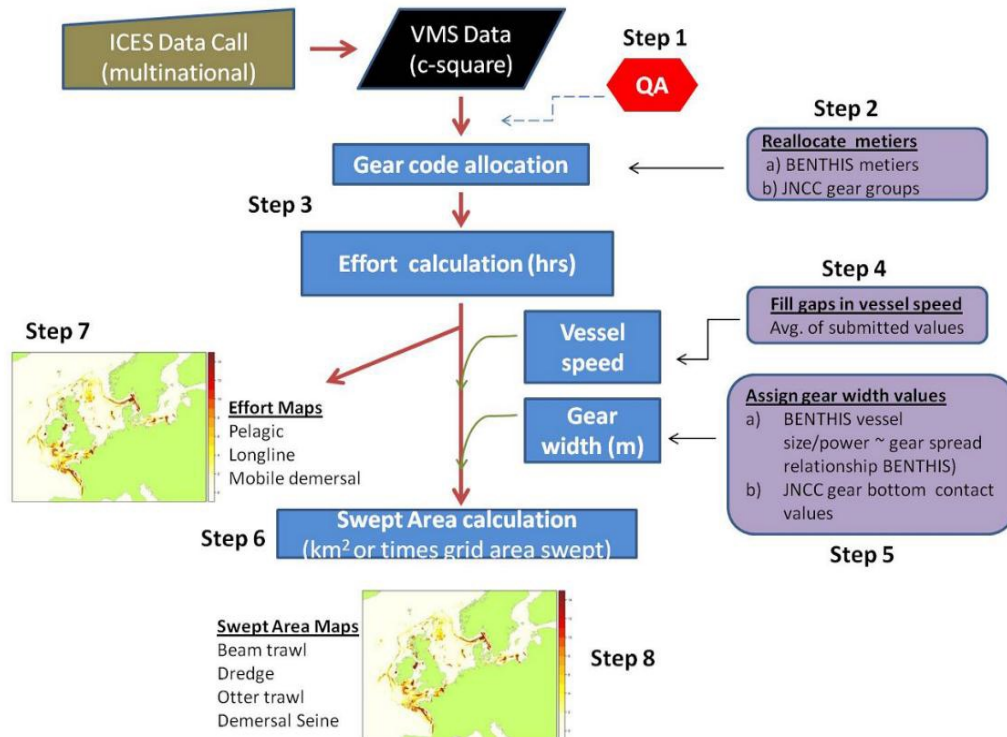 ICES Data Call
(multinational)
VMS Data
(c-square)
Step 1
QA
Step 2
Reallocate metiers
a) BENTHIS metiers
b) JNCC gear groups
Gear code allocation
Step 3
Effort calculation (hrs)
Step 4
Fill gaps in vessel speed
Avg. of submitted values
Vessel
speed
Step 7
Effort Maps
Pelagic
Longline
Mobile demersal
Gear
width (m)
Assign gear width values
a) BENTHIS vessel
size/power ~ gear spread
relationship BENTHIS)
b) JNCC gear bottom contact
values
Step 5
Step 6
Swept Area calculation
(km² or times grid area swept)
Swept Area Maps
Beam trawl
Dredge
Otter trawl
Demersal Seine
Step 8